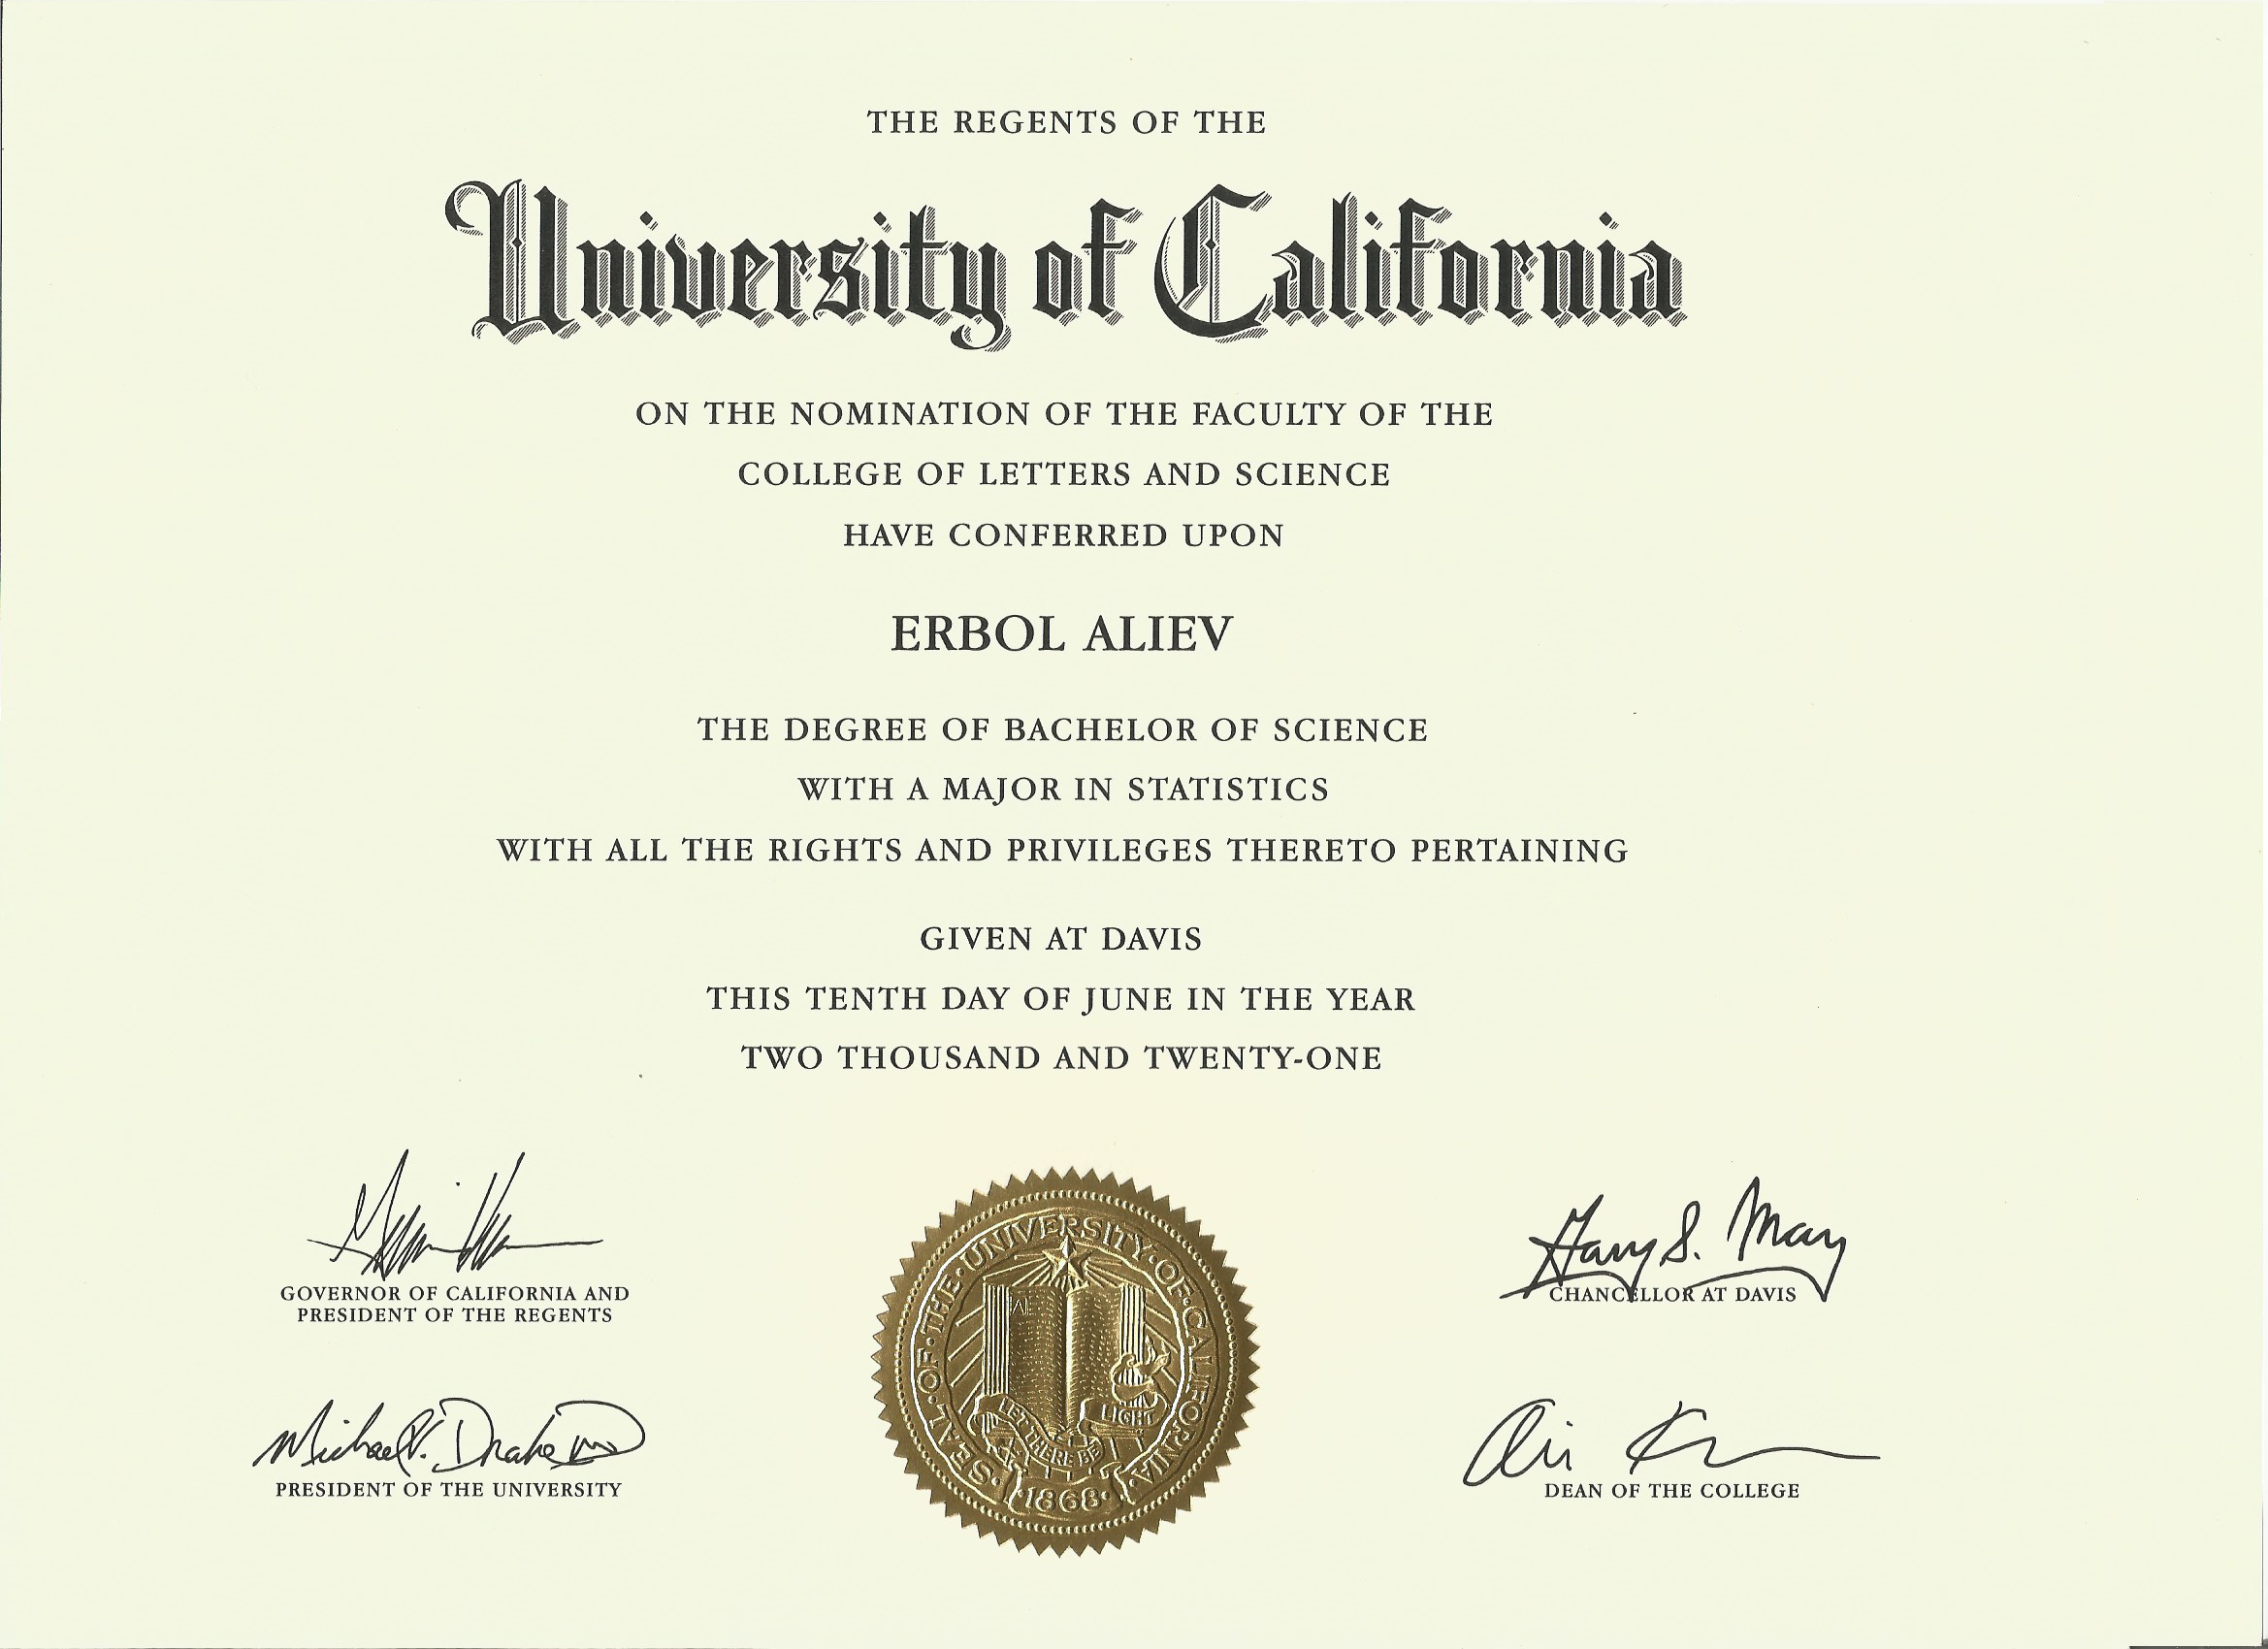 THE REGENTS OF THE
University of California
ON THE NOMINATION OF THE FACULTY OF THE
COLLEGE OF LETTERS AND SCIENCE
HAVE CONFERRED UPON
ERBOL ALIEV
THE DEGREE OF BACHELOR OF SCIENCE
WITH A MAJOR IN STATISTICS
WITH ALL THE RIGHTS AND PRIVILEGES THERETO PERTAINING
GIVEN AT DAVIS
THIS TENTH DAY OF JUNE IN THE YEAR
TWO THOUSAND AND TWENTY-ONE
GOVERNOR OF CALIFORNIA AND
PRESIDENT OF THE REGENTS
Michael V. Drake MD
PRESIDENT OF THE UNIVERSITY
SEAL·OF·THE·UNIVERSITY·OF·CALIFORNIA·
LET THERE BE
LIGHT
·1868·
Gary S. May
CHANCELLOR AT DAVIS
DEAN OF THE COLLEGE